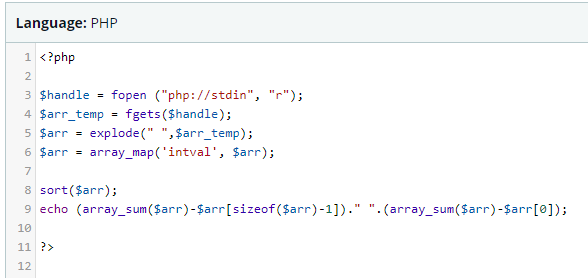 Language: PHP
1 <?php
2
3 $handle = fopen ("php://stdin", "r");
4 $arr_temp = fgets($handle);
5 $arr = explode(" ",$arr_temp);
6 $arr = array_map('intval', $arr);
7
8 sort($arr);
9 echo (array_sum($arr)-$arr[sizeof($arr)-1])." ".(array_sum($arr)-$arr[0]);
10
11 ?>
12